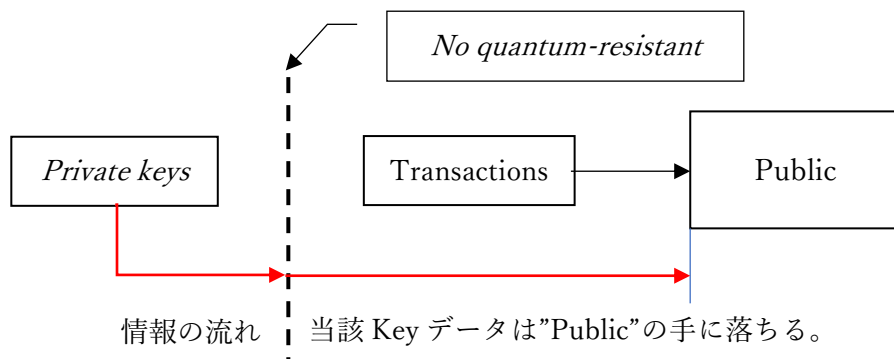 No quantum-resistant
Private keys
Transactions
Public
情報の流れ
当該 Key データは”Public”の手に落ちる。